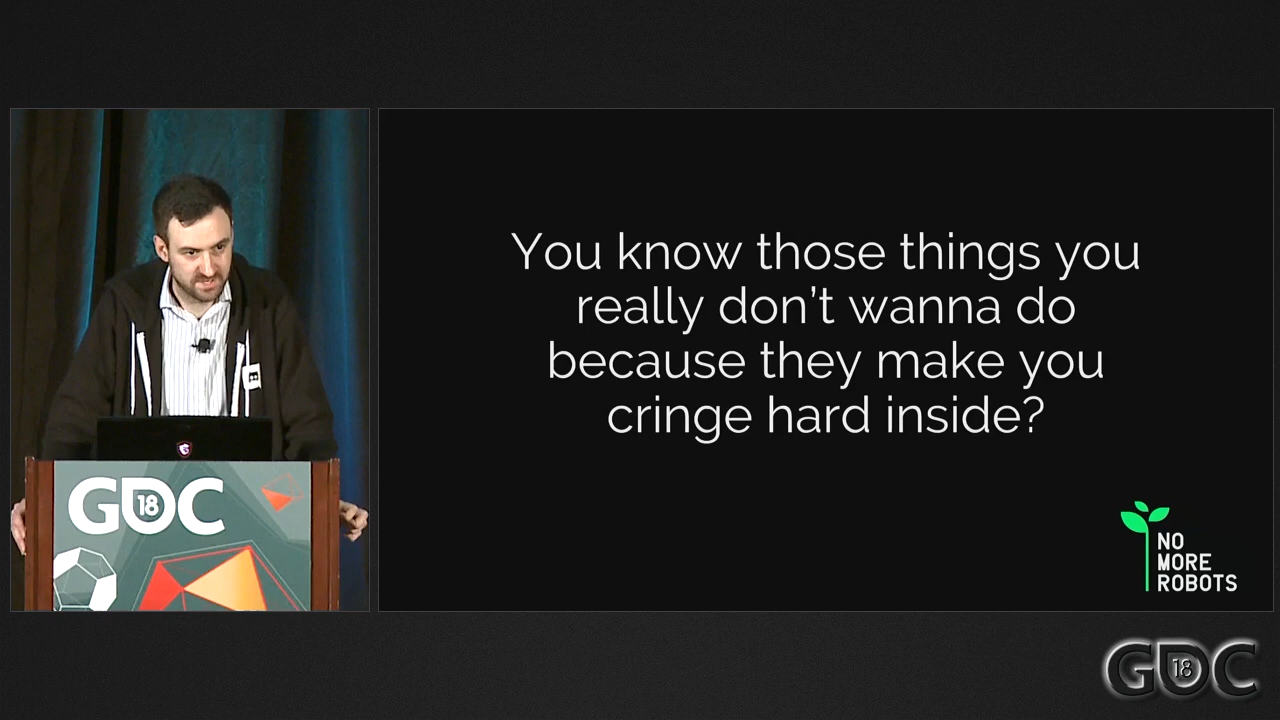 You know those things you
really don't wanna do
because they make you
cringe hard inside?
NO
MORE
ROBOTS
GDC
18
GDC
18